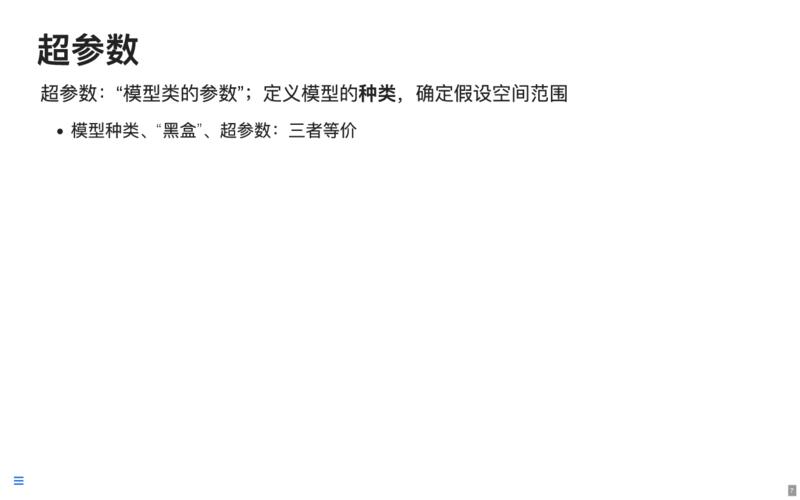 超参数
超参数：“模型类的参数”；定义模型的种类，确定假设空间范围
模型种类、“黑盒”、超参数：三者等价
7